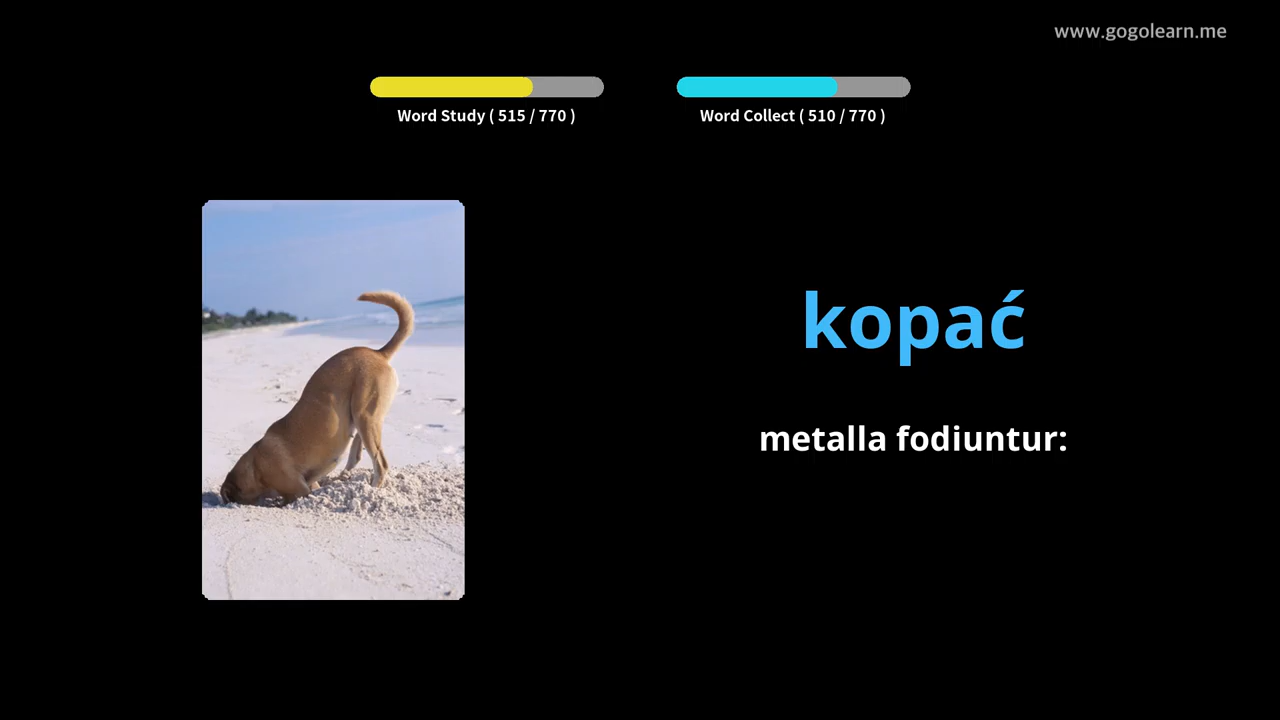 www.gogolearn.me
Word Study ( 515 / 770 )
Word Collect ( 510 / 770 )
kopać
metalla fodiuntur: